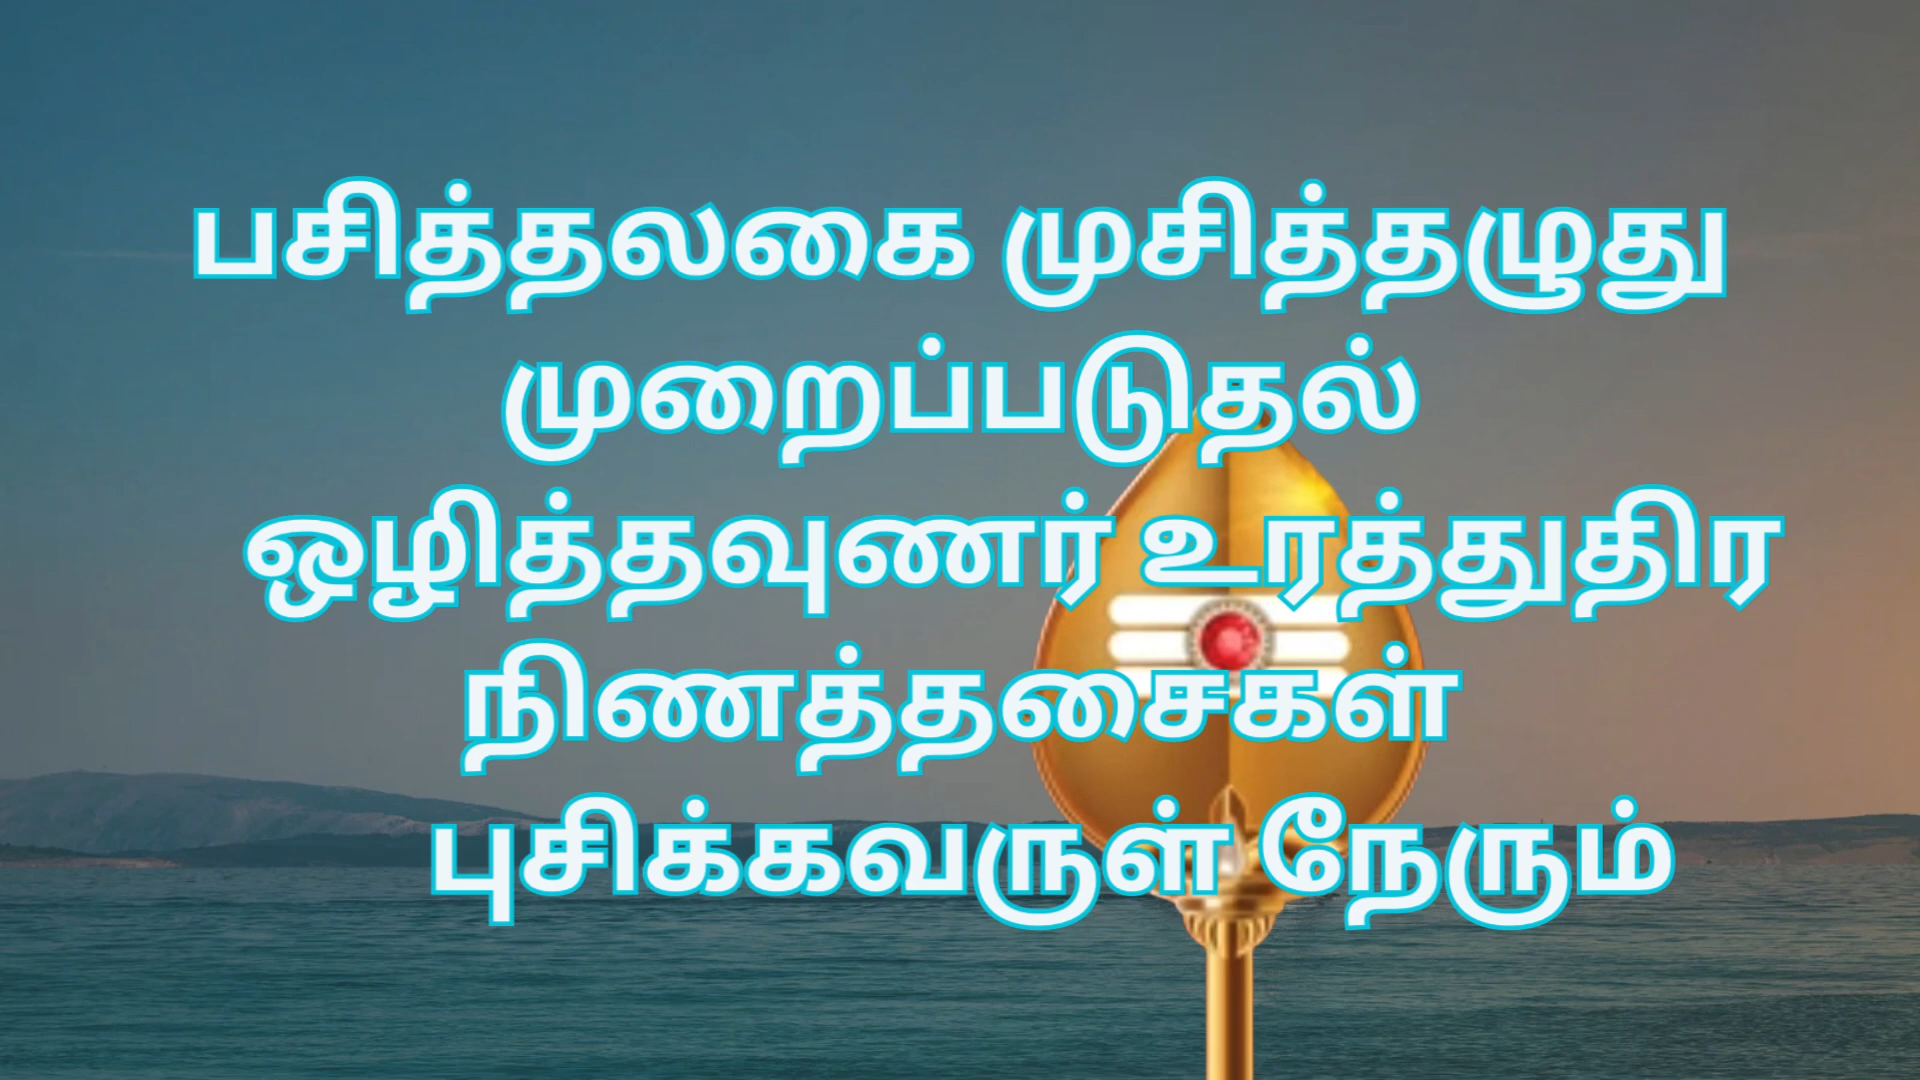 பசித்தலகை முசித்தழுது
முறைப்படுதல்
ஒழித்தவுணர் உரத்துதிர
நிணத்தசைகள்
புசிக்கவருள் நேரும்